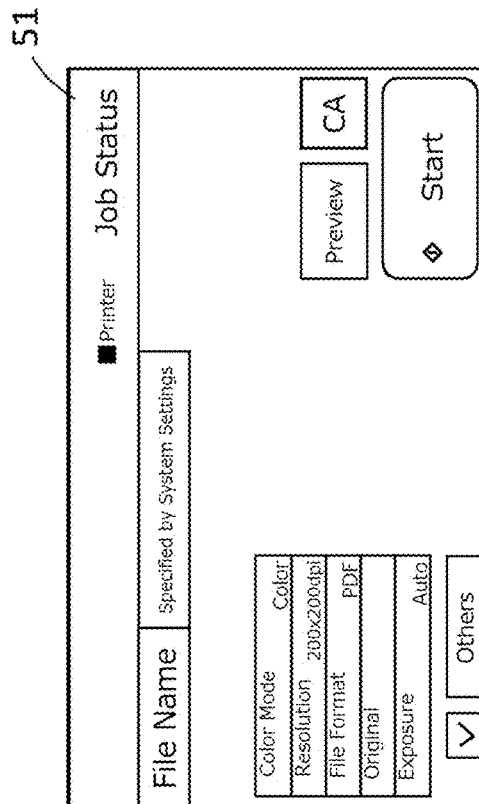 51
■Printer Job Status
File Name Specified by System Settings
Color Mode
Color
Resolution
200x200dpi
File Format
PDF
Original
Exposure
Auto
Others
Preview CA
Start